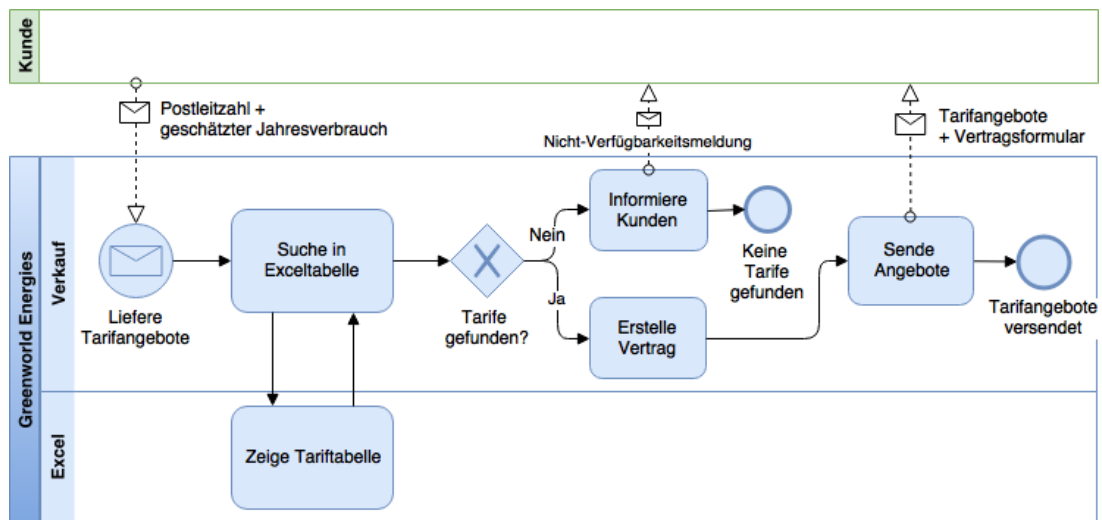 Kunde
Postleitzahl +
geschätzter Jahresverbrauch
Nicht-Verfügbarkeitsmeldung
Tarifangebote
+ Vertragsformular
Greenworld Energies
Verkauf
Liefere
Tarifangebote
Suche in
Exceltabelle
Tarife
gefunden?
Nein
Ja
Informiere
Kunden
Keine
Tarife
gefunden
Erstelle
Vertrag
Sende
Angebote
Tarifangebote
versendet
Excel
Zeige Tariftabelle